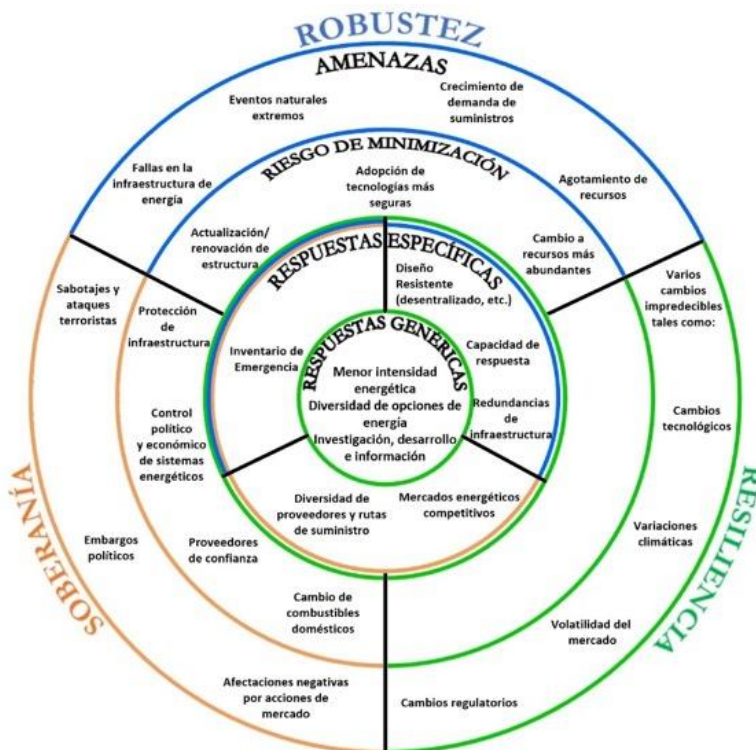 ROBUSTEZ
AMENAZAS
Eventos naturales
extremos
Crecimiento de
demanda de
suministros
Fallas en la
infraestructura de
energía
RIESGO DE MINIMIZACIÓN
Agotamiento de
recursos
Adopción de
tecnologías más
seguras
Actualización/
renovación de
estructura
Cambio a
recursos más
abundantes
RESPUESTAS ESPECÍFICAS
Sabotajes y
ataques
terroristas
Protección
de
infraestructura
Diseño
Resistente
(desentralizado, etc.)
Varios
cambios
impredecibles
tales como:
RESPUESTAS GENÉRICAS
Inventario de
Emergencia
Capacidad de
respuesta
Menor intensidad
energética
Diversidad de opciones de
energía
Investigación, desarrollo
e información
Redundancias
de
infraestructura
Control
político
y económico
de sistemas
energéticos
Cambios
tecnológicos
SOBERANÍA
RESILIENCIA
Diversidad de
proveedores y rutas
de suministro
Mercados energéticos
competitivos
Embargos
políticos
Proveedores
de confianza
Variaciones
climáticas
Cambio de
combustibles
domésticos
Volatilidad del
mercado
Afectaciones negativas
por acciones de
mercado
Cambios regulatorios